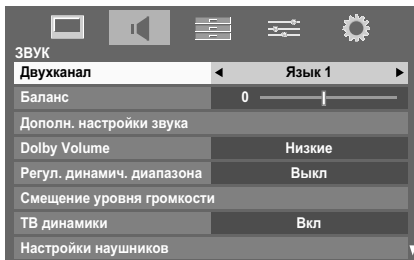 ЗВУК
Двухканал Язык 1
Баланс 0
Дополн. настройки звука
Dolby Volume Низкие
Регул. динамич. диапазона Выкл
Смещение уровня громкости
ТВ динамики Вкл
Настройки наушников